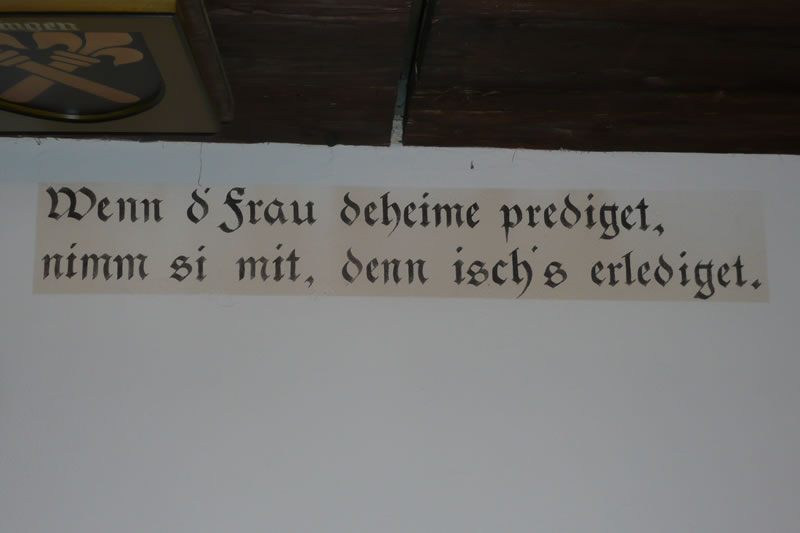 Wenn d' Frau deheime prediget,
nimm si mit, denn isch's erlediget.